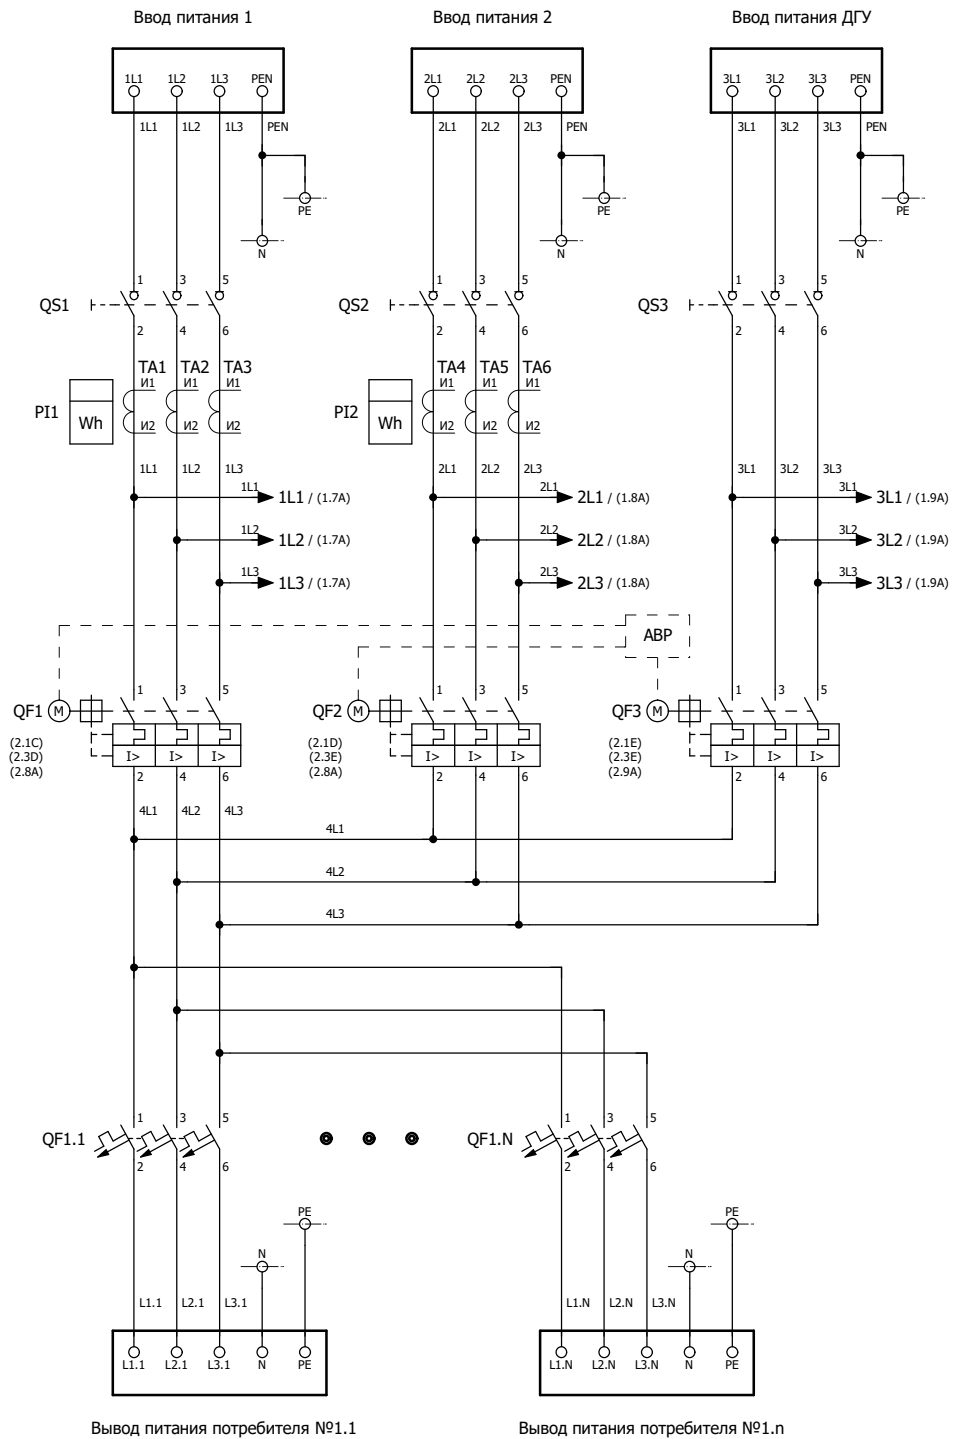 Ввод питания 1 Ввод питания 2 Ввод питания ДГУ
1L1 1L2 1L3 PEN 2L1 2L2 2L3 PEN 3L1 3L2 3L3 PEN
1L1 1L2 1L3 PEN 2L1 2L2 2L3 PEN 3L1 3L2 3L3 PEN
PE PE PE
N N N
1 3 5 1 3 5 1 3 5
QS1 QS2 QS3
2 4 6 2 4 6 2 4 6
TA1 TA2 TA3 TA4 TA5 TA6
И1 И1 И1 И1 И1 И1
PI1 Wh PI2 Wh
И2 И2 И2 И2 И2 И2
1L1 1L2 1L3 2L1 2L2 2L3 3L1 3L2 3L3
1L1 2L1 3L1
1L1 / (1.7A) 2L1 / (1.8A) 3L1 / (1.9A)
1L2 2L2 3L2
1L2 / (1.7A) 2L2 / (1.8A) 3L2 / (1.9A)
1L3 2L3 3L3
1L3 / (1.7A) 2L3 / (1.8A) 3L3 / (1.9A)
АВР
1 3 5 1 3 5 1 3 5
QF1 M QF2 M QF3 M
(2.1C) (2.1D) (2.1E)
(2.3D) I> I> I> (2.3E) I> I> I> (2.3E) I> I> I>
(2.8A) (2.8A) (2.9A)
2 4 6 2 4 6 2 4 6
4L1 4L2 4L3
4L1
4L2
4L3
1 3 5 1 3 5
QF1.1 QF1.N
2 4 6 2 4 6
PE PE
N N
L1.1 L2.1 L3.1 L1.N L2.N L3.N
L1.1 L2.1 L3.1 N PE L1.N L2.N L3.N N PE
Вывод питания потребителя №1.1 Вывод питания потребителя №1.n